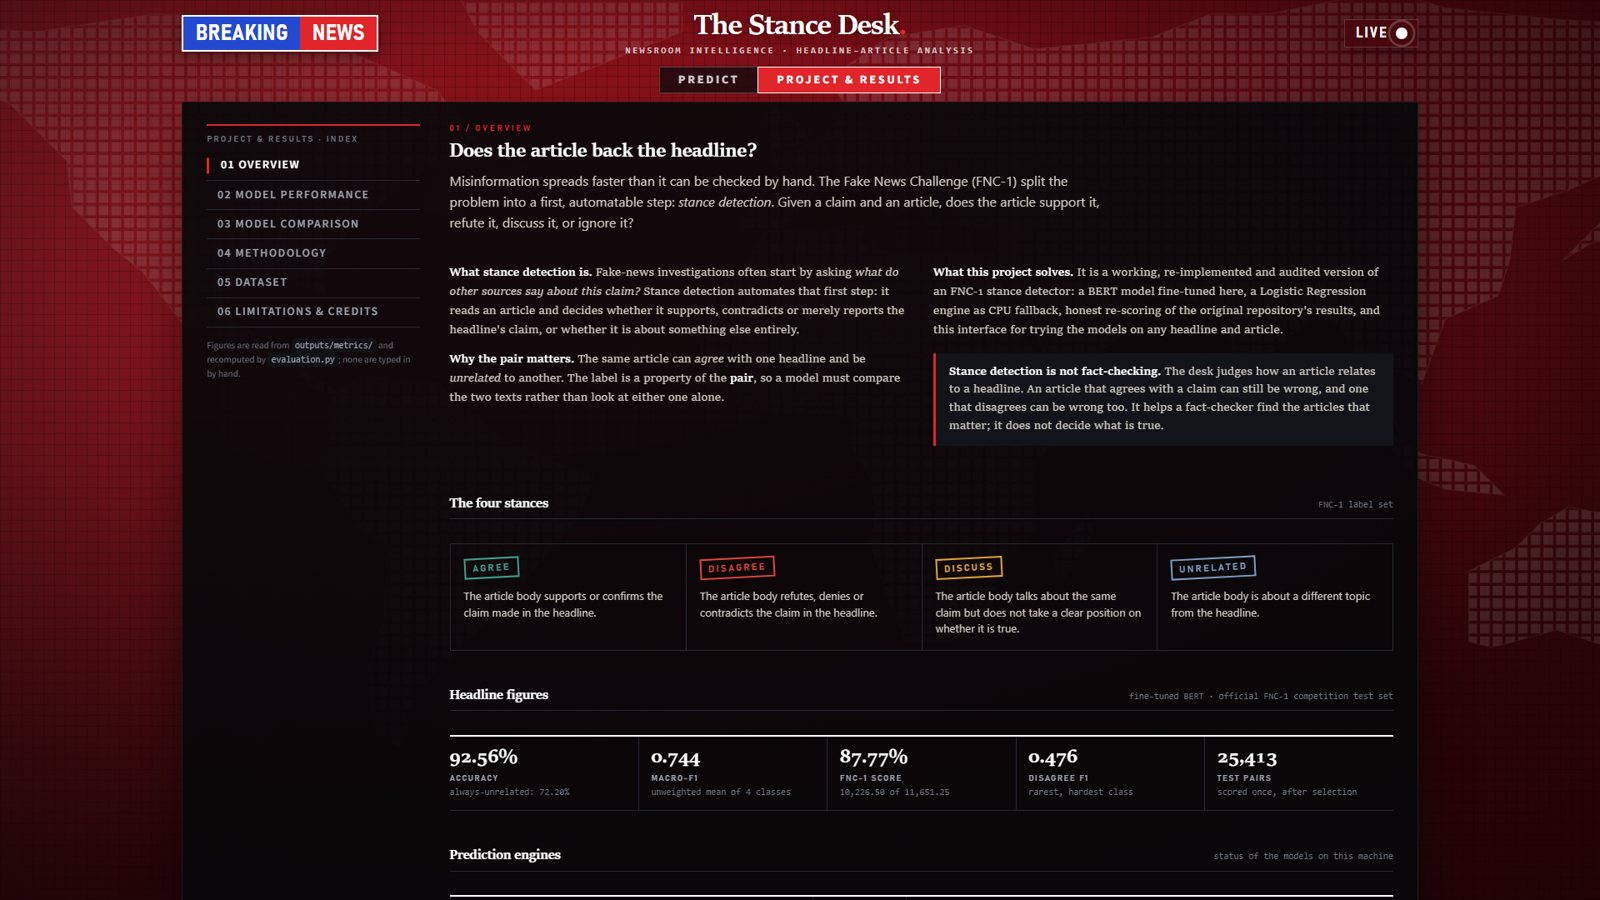 BREAKING NEWS
The Stance Desk.
NEWSROOM INTELLIGENCE · HEADLINE–ARTICLE ANALYSIS
LIVE
PREDICT
PROJECT & RESULTS
PROJECT & RESULTS · INDEX
01 OVERVIEW
02 MODEL PERFORMANCE
03 MODEL COMPARISON
04 METHODOLOGY
05 DATASET
06 LIMITATIONS & CREDITS
Figures are read from outputs/metrics/ and
recomputed by evaluation.py; none are typed in
by hand.
01 / OVERVIEW
Does the article back the headline?
Misinformation spreads faster than it can be checked by hand. The Fake News Challenge (FNC-1) split the
problem into a first, automatable step: stance detection. Given a claim and an article, does the article support it,
refute it, discuss it, or ignore it?
What stance detection is. Fake-news investigations often start by asking what do
other sources say about this claim? Stance detection automates that first step: it
reads an article and decides whether it supports, contradicts or merely reports the
headline's claim, or whether it is about something else entirely.
Why the pair matters. The same article can agree with one headline and be
unrelated to another. The label is a property of the pair, so a model must compare
the two texts rather than look at either one alone.
What this project solves. It is a working, re-implemented and audited version of
an FNC-1 stance detector: a BERT model fine-tuned here, a Logistic Regression
engine as CPU fallback, honest re-scoring of the original repository's results, and
this interface for trying the models on any headline and article.
Stance detection is not fact-checking. The desk judges how an article relates
to a headline. An article that agrees with a claim can still be wrong, and one
that disagrees can be wrong too. It helps a fact-checker find the articles that
matter; it does not decide what is true.
The four stances
FNC-1 label set
AGREE
The article body supports or confirms the
claim made in the headline.
DISAGREE
The article body refutes, denies or
contradicts the claim in the headline.
DISCUSS
The article body talks about the same
claim but does not take a clear position on
whether it is true.
UNRELATED
The article body is about a different topic
from the headline.
Headline figures
fine-tuned BERT · official FNC-1 competition test set
92.56%
ACCURACY
always-unrelated: 72.20%
0.744
MACRO-F1
unweighted mean of 4 classes
87.77%
FNC-1 SCORE
10,226.50 of 11,651.25
0.476
DISAGREE F1
rarest, hardest class
25,413
TEST PAIRS
scored once, after selection
Prediction engines
status of the models on this machine